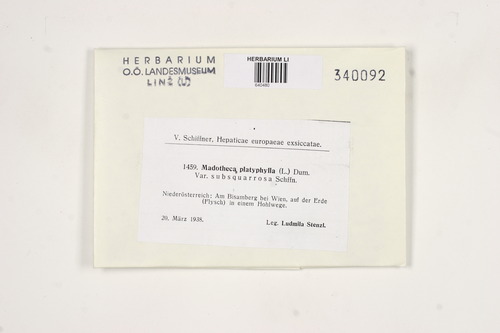 HERBARIUM
O.Ö. LANDESMUSEUM
LINZ (LI)
HERBARIUM LI
640480
340092
V. Schiffner, Hepaticae europaeae exsiccatae.
1459. Madotheca platyphylla (L.) Dum.
Var. subsquarrosa Schffn.
Niederösterreich: Am Bisamberg bei Wien, auf der Erde
(Flysch) in einem Hohlwege.
20. März 1938.
Leg. Ludmila Stenzl.